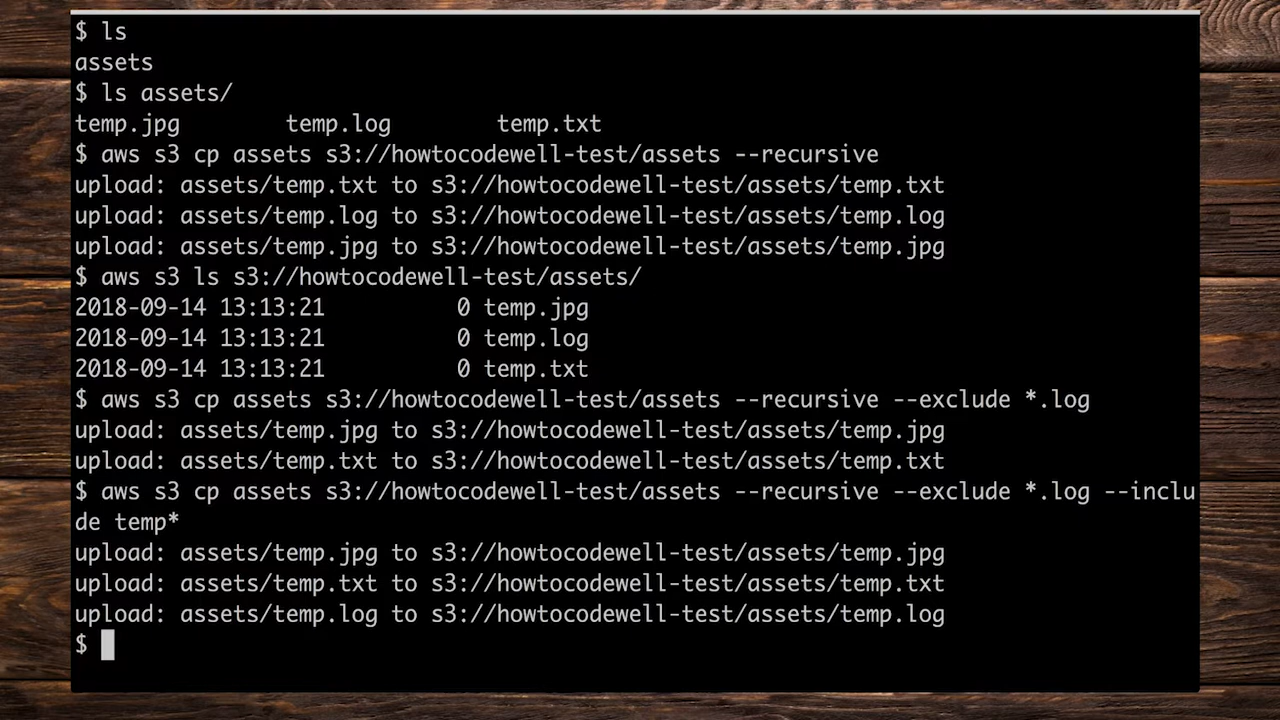 $ ls
assets
$ ls assets/
temp.jpg temp.log temp.txt
$ aws s3 cp assets s3://howtocodewell-test/assets --recursive
upload: assets/temp.txt to s3://howtocodewell-test/assets/temp.txt
upload: assets/temp.log to s3://howtocodewell-test/assets/temp.log
upload: assets/temp.jpg to s3://howtocodewell-test/assets/temp.jpg
$ aws s3 ls s3://howtocodewell-test/assets/
2018-09-14 13:13:21 0 temp.jpg
2018-09-14 13:13:21 0 temp.log
2018-09-14 13:13:21 0 temp.txt
$ aws s3 cp assets s3://howtocodewell-test/assets --recursive --exclude *.log
upload: assets/temp.jpg to s3://howtocodewell-test/assets/temp.jpg
upload: assets/temp.txt to s3://howtocodewell-test/assets/temp.txt
$ aws s3 cp assets s3://howtocodewell-test/assets --recursive --exclude *.log --inclu
de temp*
upload: assets/temp.jpg to s3://howtocodewell-test/assets/temp.jpg
upload: assets/temp.txt to s3://howtocodewell-test/assets/temp.txt
upload: assets/temp.log to s3://howtocodewell-test/assets/temp.log
$